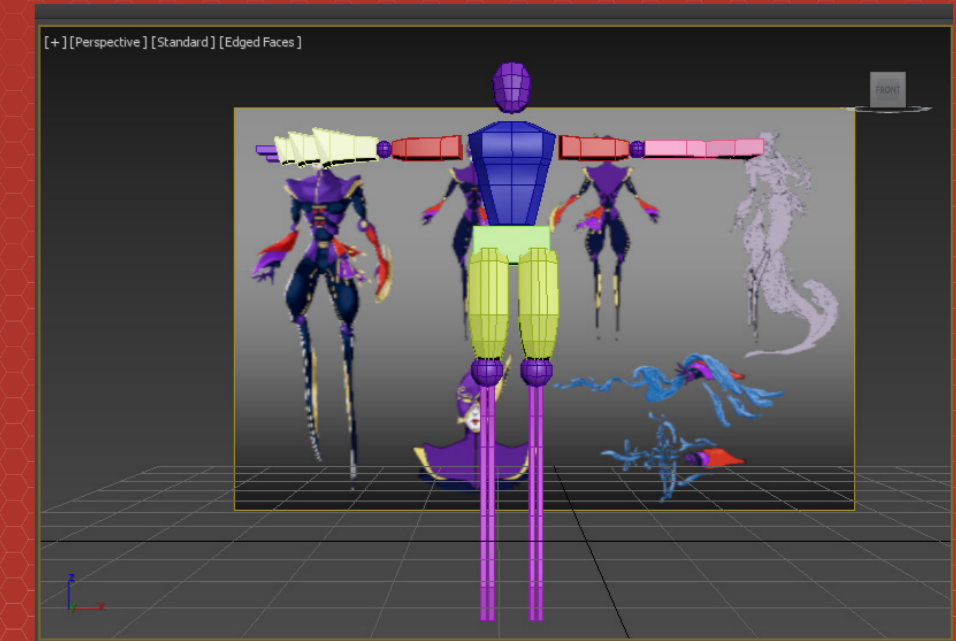 [+] [Perspective] [Standard] [Edged Faces]
FRONT
z
x